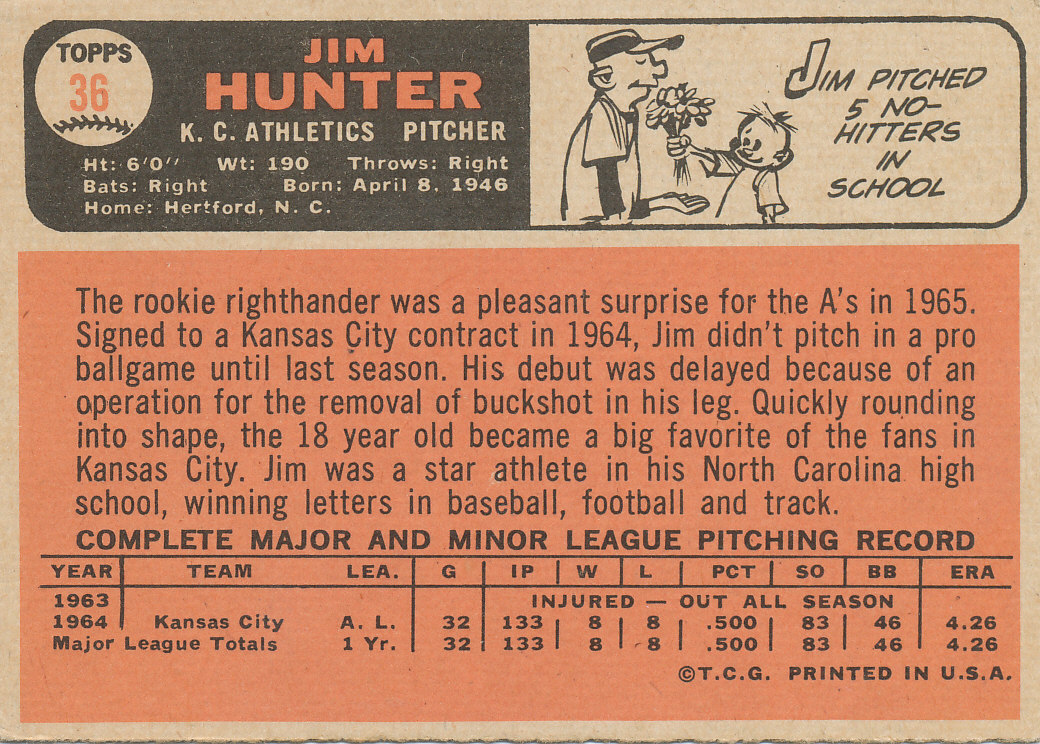 TOPPS
36
JIM
HUNTER
K. C. ATHLETICS PITCHER
Ht: 6'0" Wt: 190 Throws: Right
Bats: Right Born: April 8, 1946
Home: Hertford, N. C.
JIM PITCHED
5 NO-
HITTERS
IN
SCHOOL
The rookie righthander was a pleasant surprise for the A's in 1965.
Signed to a Kansas City contract in 1964, Jim didn't pitch in a pro
ballgame until last season. His debut was delayed because of an
operation for the removal of buckshot in his leg. Quickly rounding
into shape, the 18 year old became a big favorite of the fans in
Kansas City. Jim was a star athlete in his North Carolina high
school, winning letters in baseball, football and track.
COMPLETE MAJOR AND MINOR LEAGUE PITCHING RECORD
YEAR TEAM LEA. G IP W L PCT SO BB ERA
1963 INJURED — OUT ALL SEASON
1964 Kansas City A. L. 32 133 8 8 .500 83 46 4.26
Major League Totals 1 Yr. 32 133 8 8 .500 83 46 4.26
©T.C.G. PRINTED IN U.S.A.